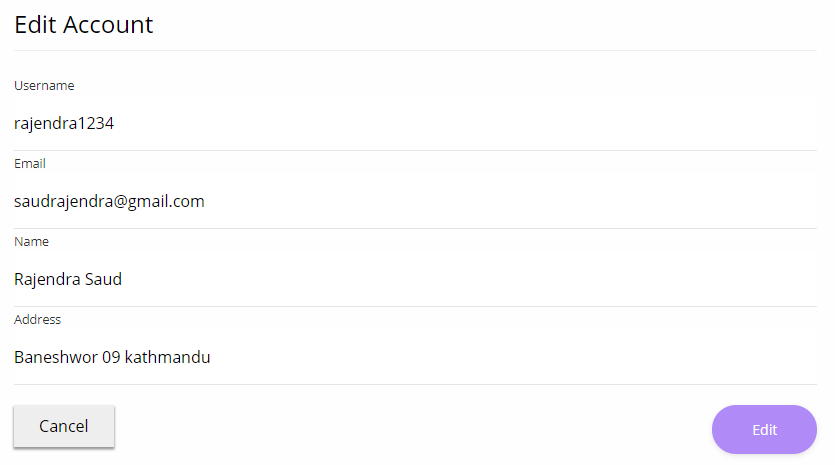 Edit Account
Username
rajendra1234
Email
saudrajendra@gmail.com
Name
Rajendra Saud
Address
Baneshwor 09 kathmandu
Cancel
Edit